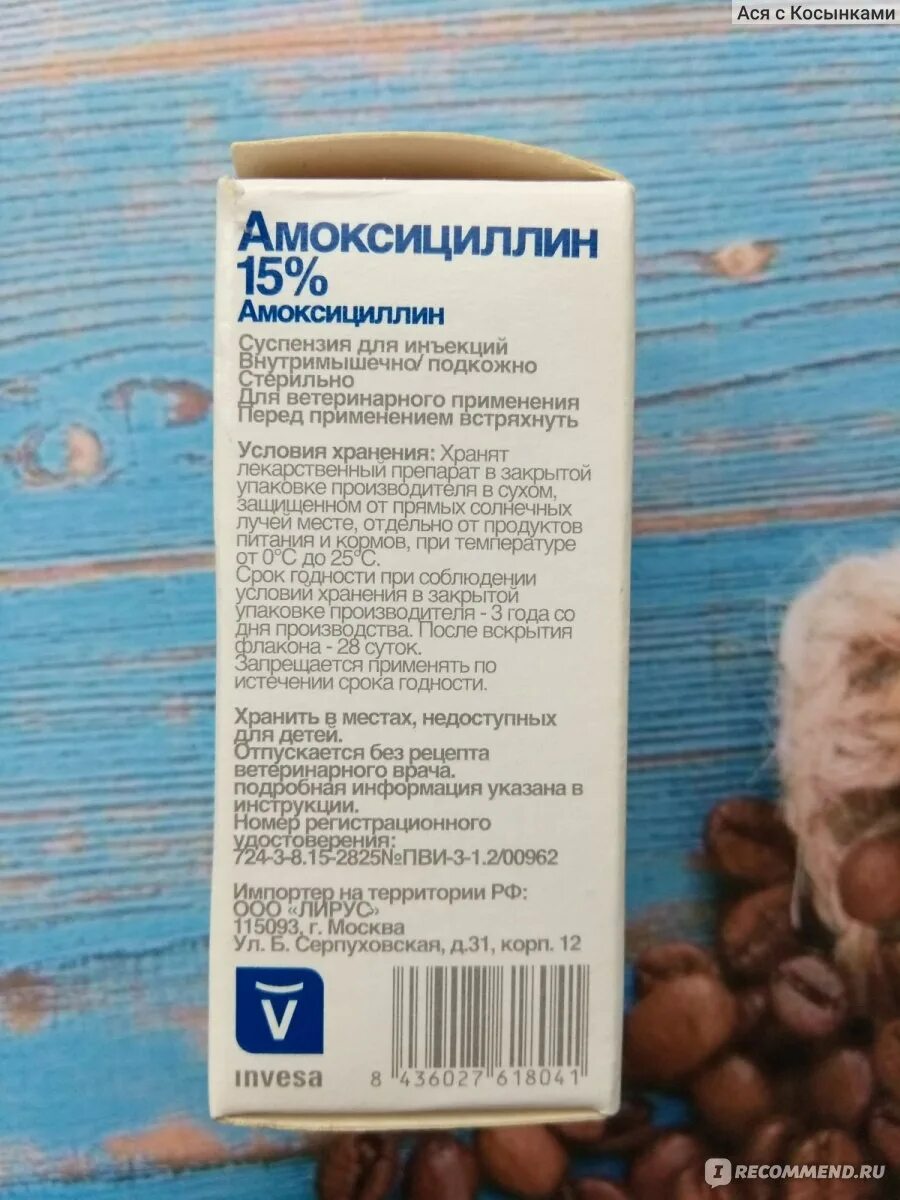 Ася с Косынками
Амоксициллин
15%
Амоксициллин
Суспензия для инъекций
Внутримышечно/ подкожно
Стерильно
Для ветеринарного применения
Перед применением встряхнуть
Условия хранения: Хранят
лекарственный препарат в закрытой
упаковке производителя в сухом,
защищенном от прямых солнечных
лучей месте, отдельно от продуктов
питания и кормов, при температуре
от 0°С до 25°С.
Срок годности при соблюдении
условий хранения в закрытой
упаковке производителя - 3 года со
дня производства. После вскрытия
флакона - 28 суток.
Запрещается применять по
истечении срока годности.
Хранить в местах, недоступных
для детей.
Отпускается без рецепта
ветеринарного врача.
подробная информация указана в
инструкции.
Номер регистрационного
удостоверения:
724-3-8.15-2825№ПВИ-3-1.2/00962
Импортер на территории РФ:
ООО «ЛИРУС»
115093, г. Москва
Ул. Б. Серпуховская, д.31, корп. 12
invesa
8 436027 618041
IRECOMMEND.RU